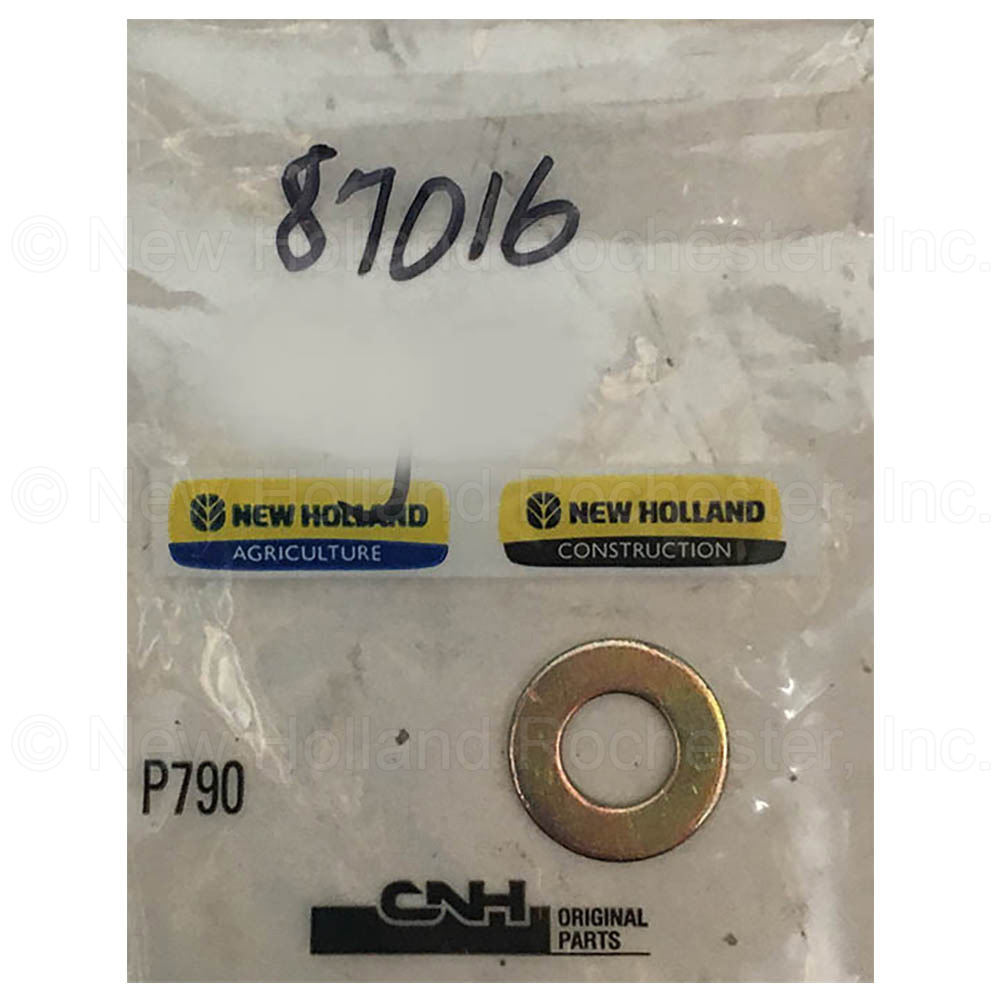 87016
© New Holland Rochester, Inc.
© New Holland Rochester, Inc.
NEW HOLLAND
AGRICULTURE
NEW HOLLAND
CONSTRUCTION
© New Holland Rochester, Inc.
P790
CNH
ORIGINAL
PARTS